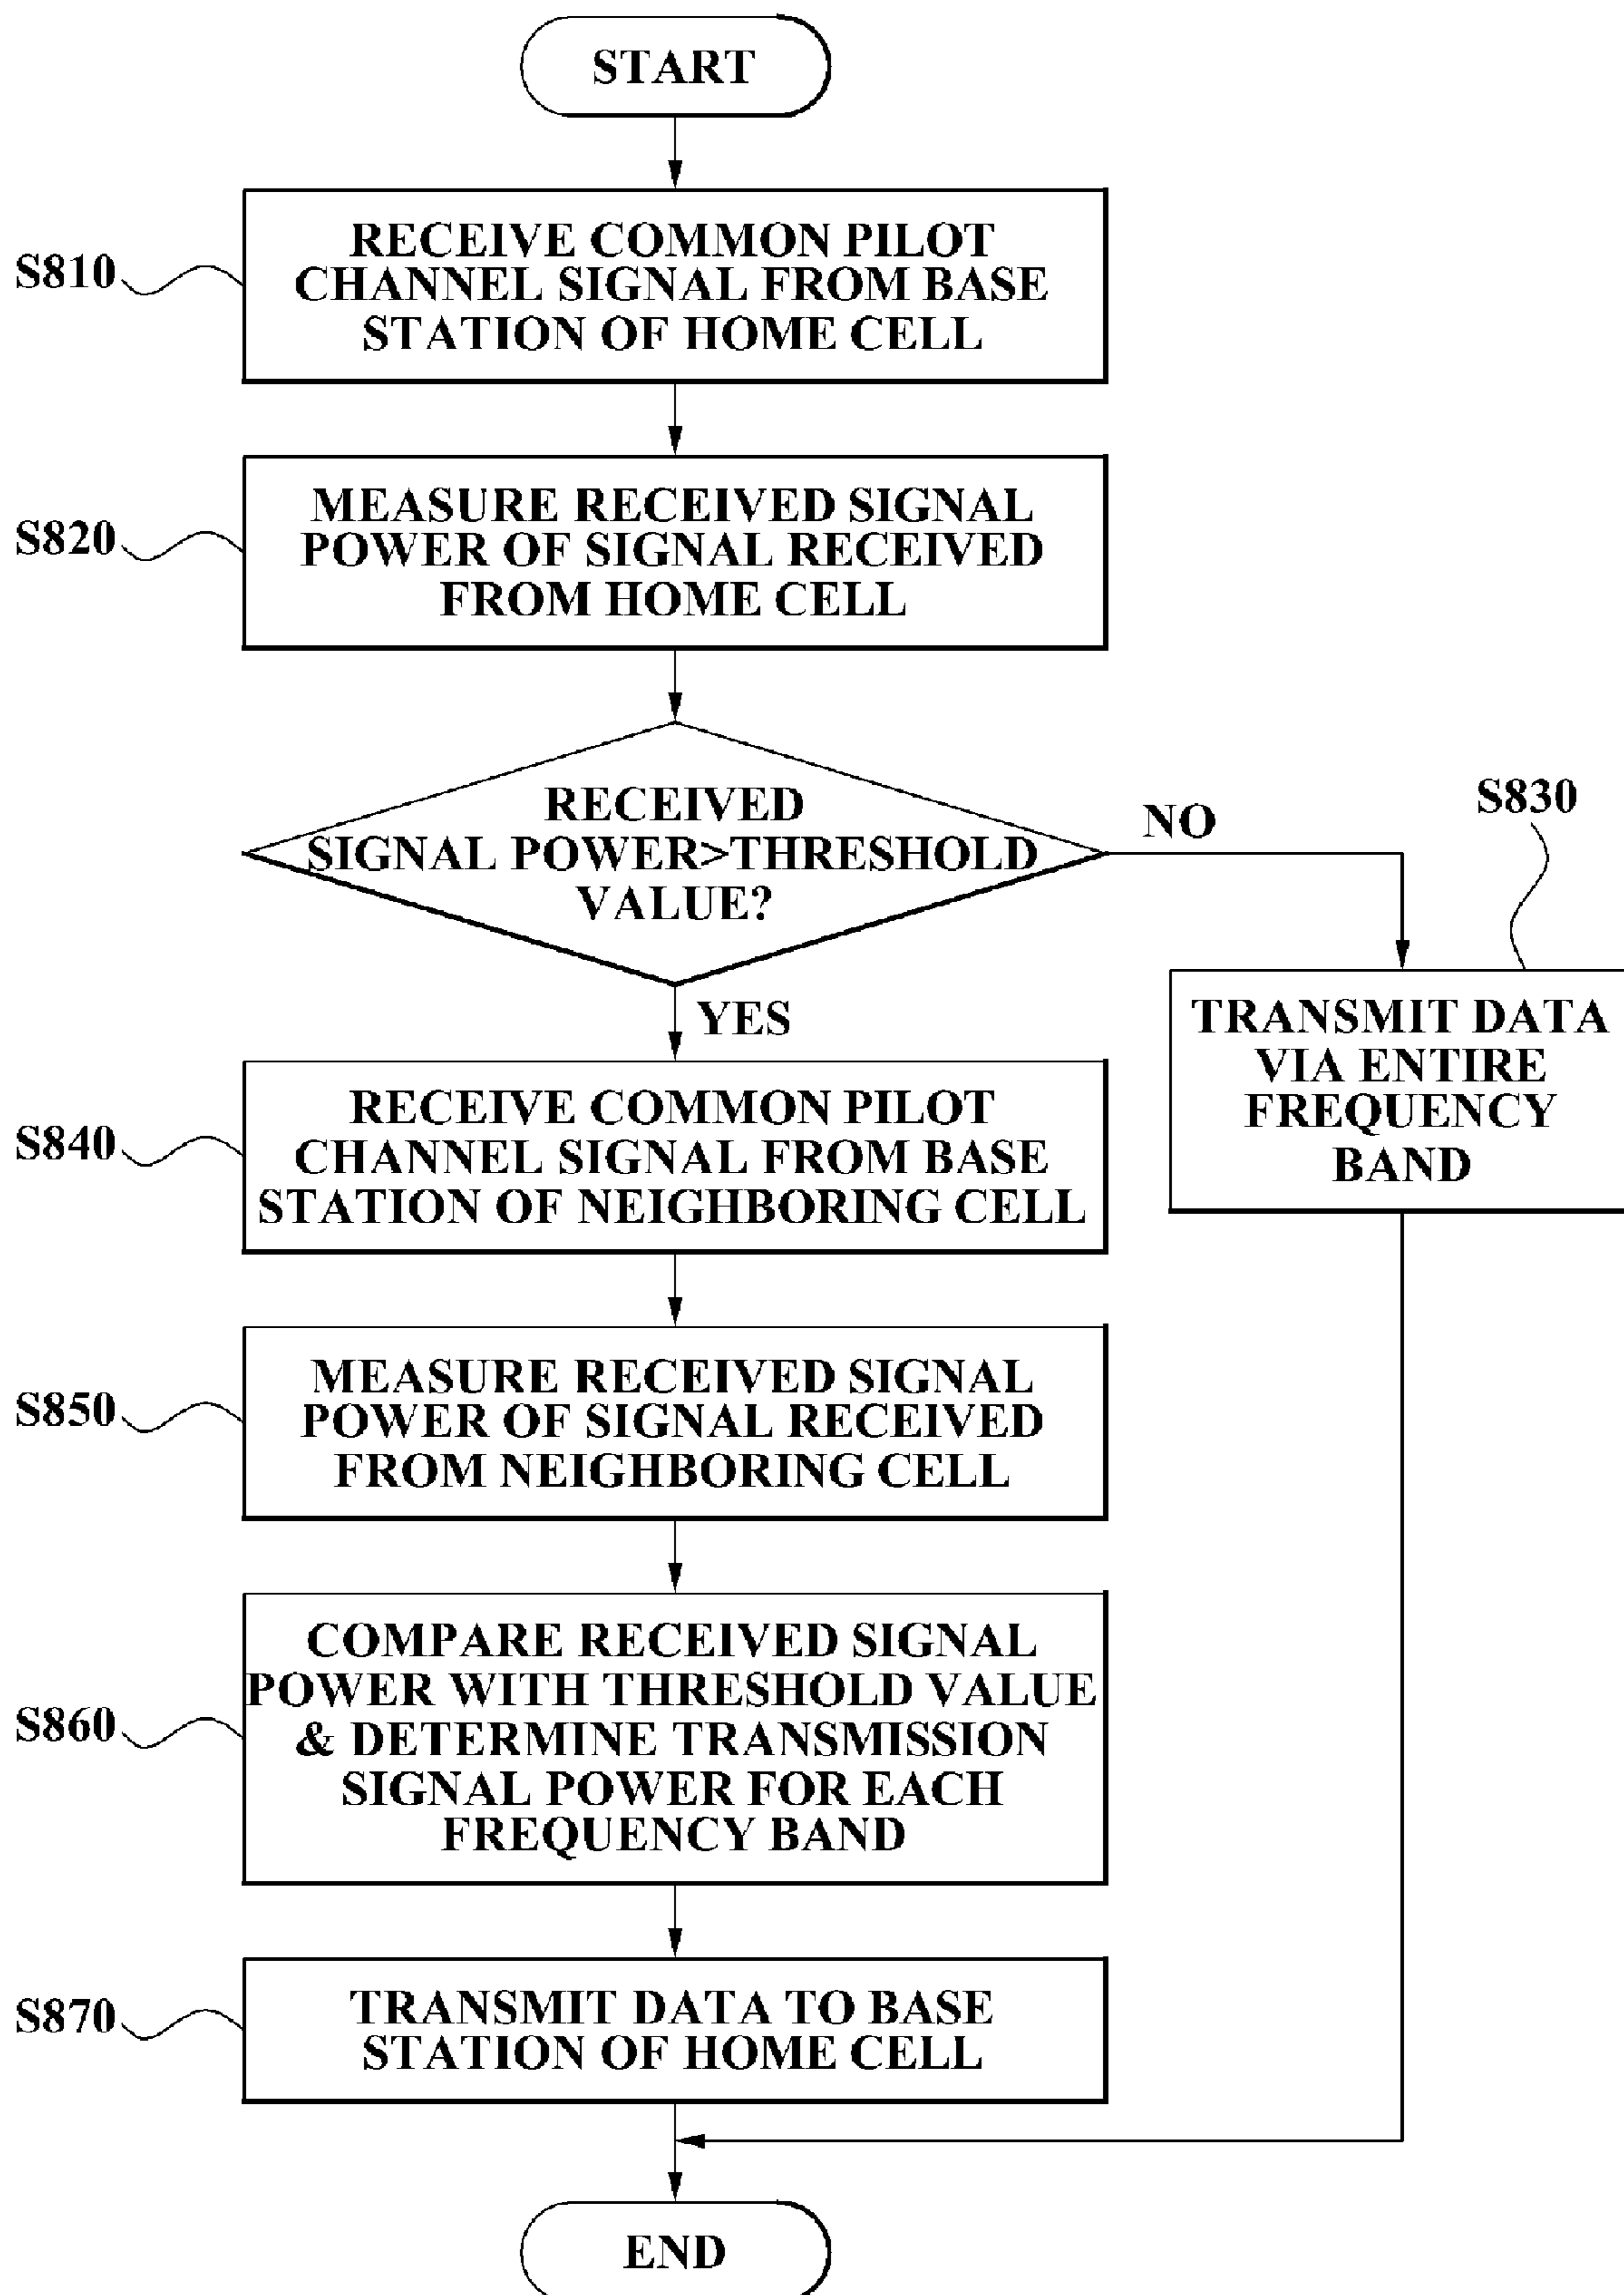 START
S810
RECEIVE COMMON PILOT
CHANNEL SIGNAL FROM BASE
STATION OF HOME CELL
S820
MEASURE RECEIVED SIGNAL
POWER OF SIGNAL RECEIVED
FROM HOME CELL
RECEIVED
SIGNAL POWER>THRESHOLD
VALUE?
NO
S830
TRANSMIT DATA
VIA ENTIRE
FREQUENCY
BAND
YES
S840
RECEIVE COMMON PILOT
CHANNEL SIGNAL FROM BASE
STATION OF NEIGHBORING CELL
S850
MEASURE RECEIVED SIGNAL
POWER OF SIGNAL RECEIVED
FROM NEIGHBORING CELL
S860
COMPARE RECEIVED SIGNAL
POWER WITH THRESHOLD VALUE
& DETERMINE TRANSMISSION
SIGNAL POWER FOR EACH
FREQUENCY BAND
S870
TRANSMIT DATA TO BASE
STATION OF HOME CELL
END